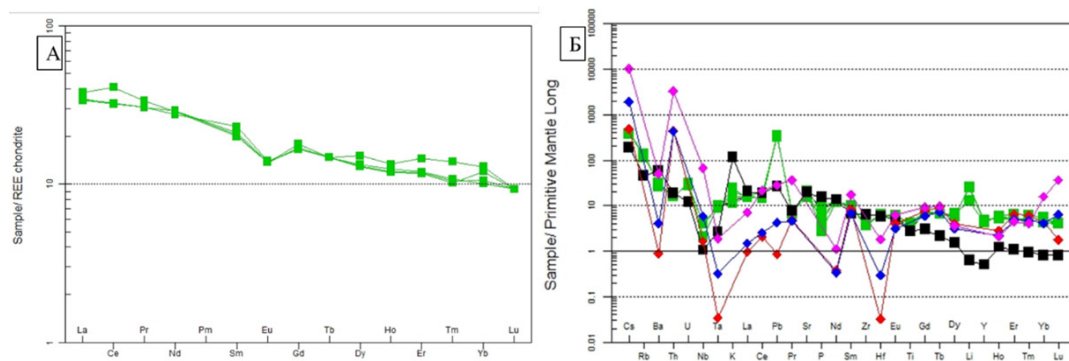 А
100
10
1
Sample/ REE chondrite
La Pr Pm Eu Tb Ho Tm Lu
Ce Nd Sm Gd Dy Er Yb
Б
100000
10000
1000
100
10
1
0.1
0.01
Sample/ Primitive Mantle Long
Cs Ba U Ta La Pb Sr Nd Zr Eu Gd Dy Y Er Yb
Rb Th Nb K Ce Pr P Sm Hf Ti Tb Li Ho Tm Lu